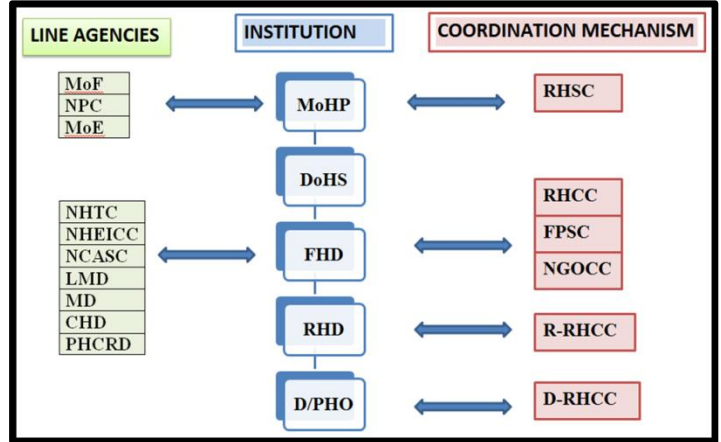 LINE AGENCIES
INSTITUTION
COORDINATION MECHANISM
MoF
NPC
MoE
MoHP
RHSC
DoHS
NHTC
NHEICC
NCASC
LMD
MD
CHD
PHCRD
FHD
RHCC
FPSC
NGOCC
RHD
R-RHCC
D/PHO
D-RHCC